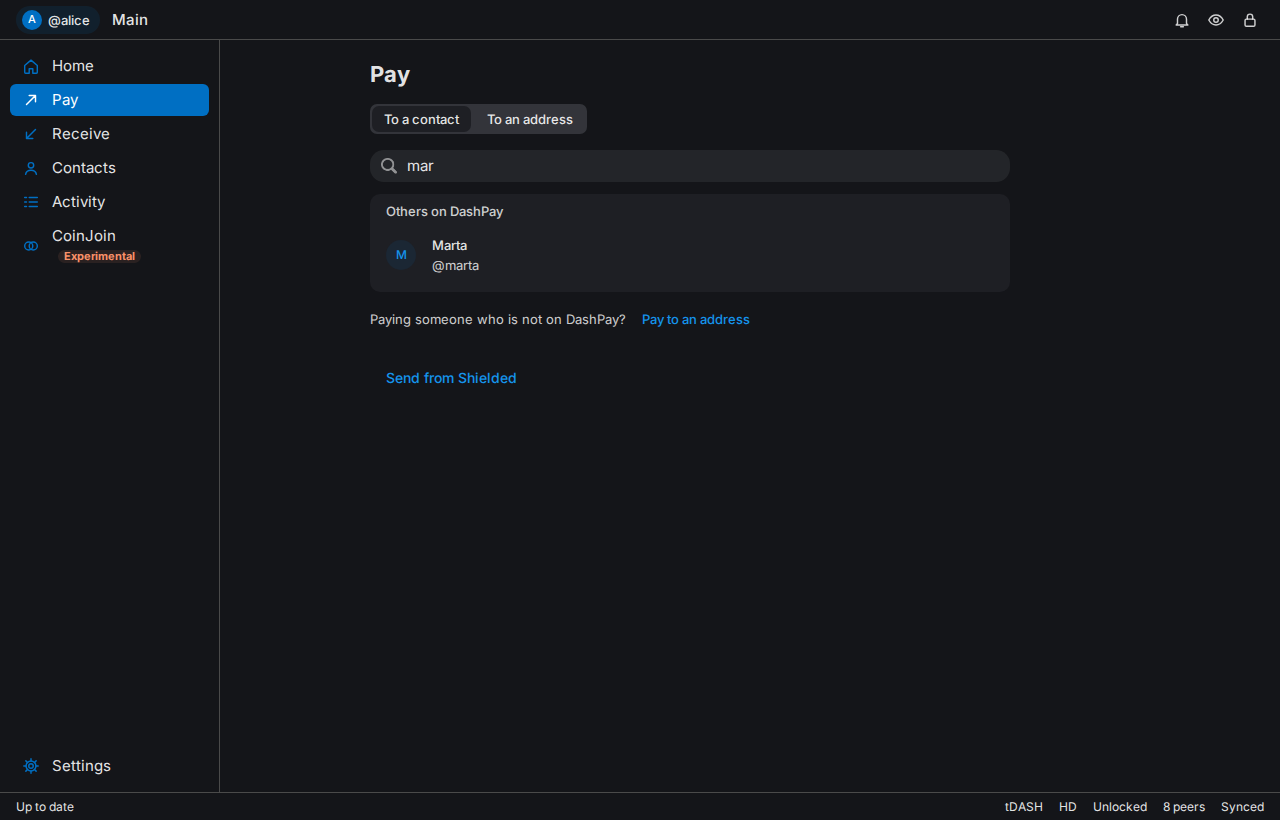 A @alice Main
Home
Pay
Receive
Contacts
Activity
CoinJoin
Experimental
Settings
Pay
To a contact To an address
mar
Others on DashPay
M
Marta
@marta
Paying someone who is not on DashPay? Pay to an address
Send from Shielded
Up to date tDASH HD Unlocked 8 peers Synced